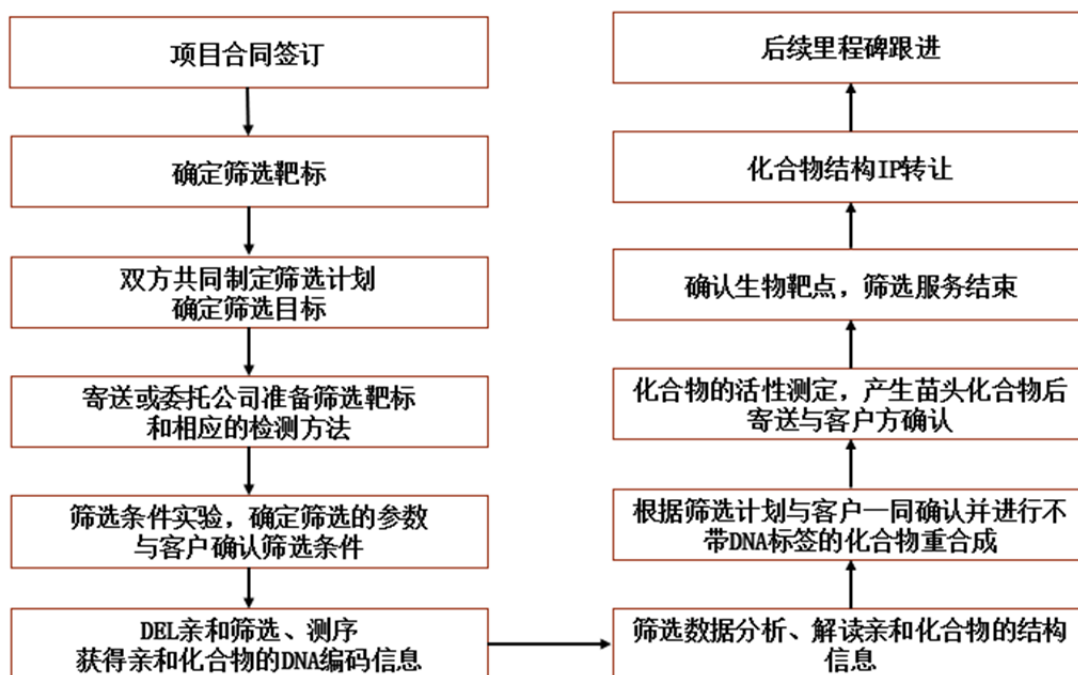 项目合同签订
确定筛选靶标
双方共同制定筛选计划
确定筛选目标
寄送或委托公司准备筛选靶标
和相应的检测方法
筛选条件实验，确定筛选的参数
与客户确认筛选条件
DEL亲和筛选、测序
获得亲和化合物的DNA编码信息
筛选数据分析、解读亲和化合物的结构
信息
根据筛选计划与客户一同确认并进行不
带DNA标签的化合物重合成
化合物的活性测定，产生苗头化合物后
寄送与客户方确认
确认生物靶点，筛选服务结束
化合物结构IP转让
后续里程碑跟进